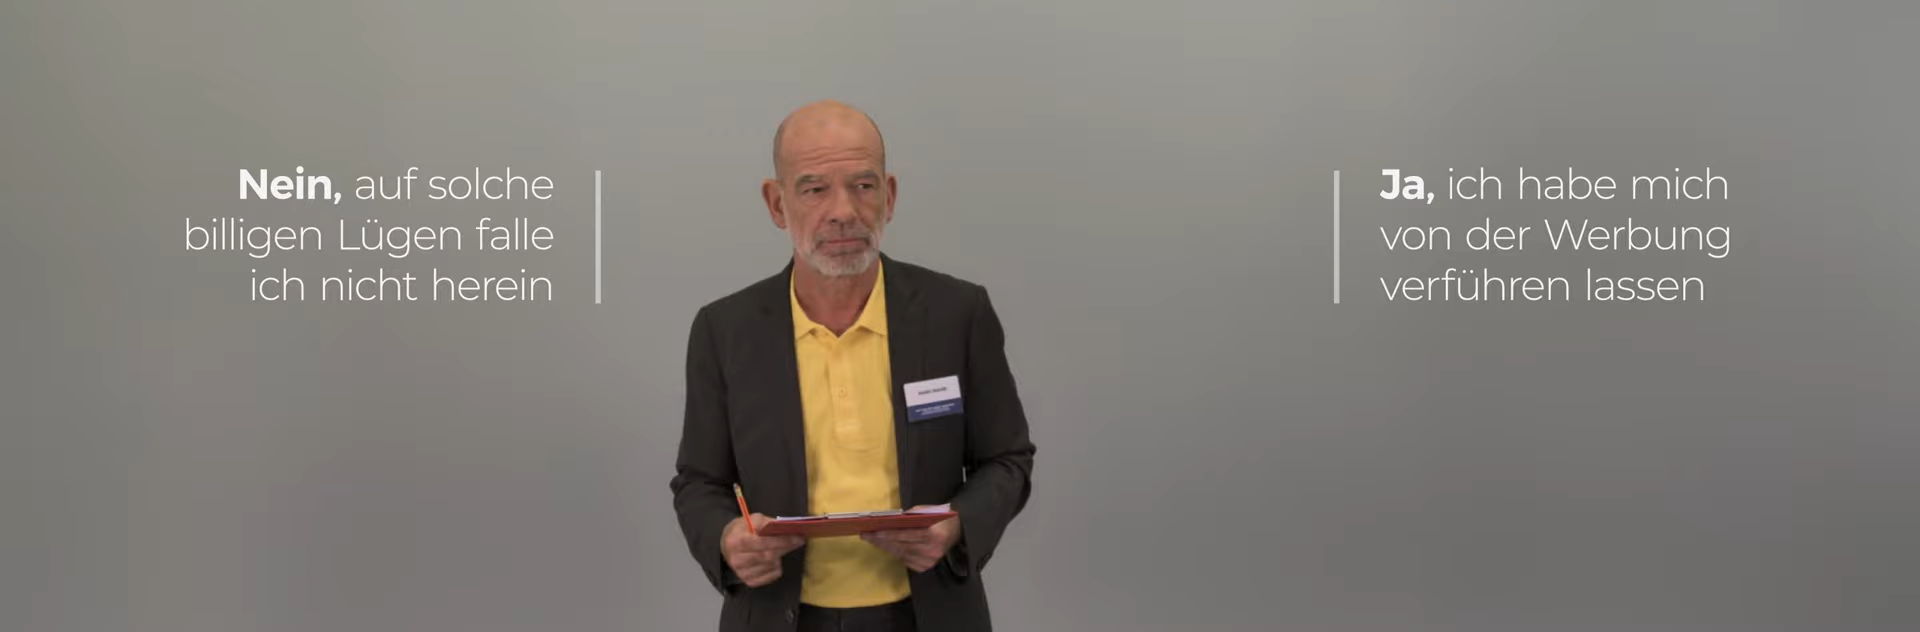 Nein, auf solche
billigen Lügen falle
ich nicht herein
Ja, ich habe mich
von der Werbung
verführen lassen